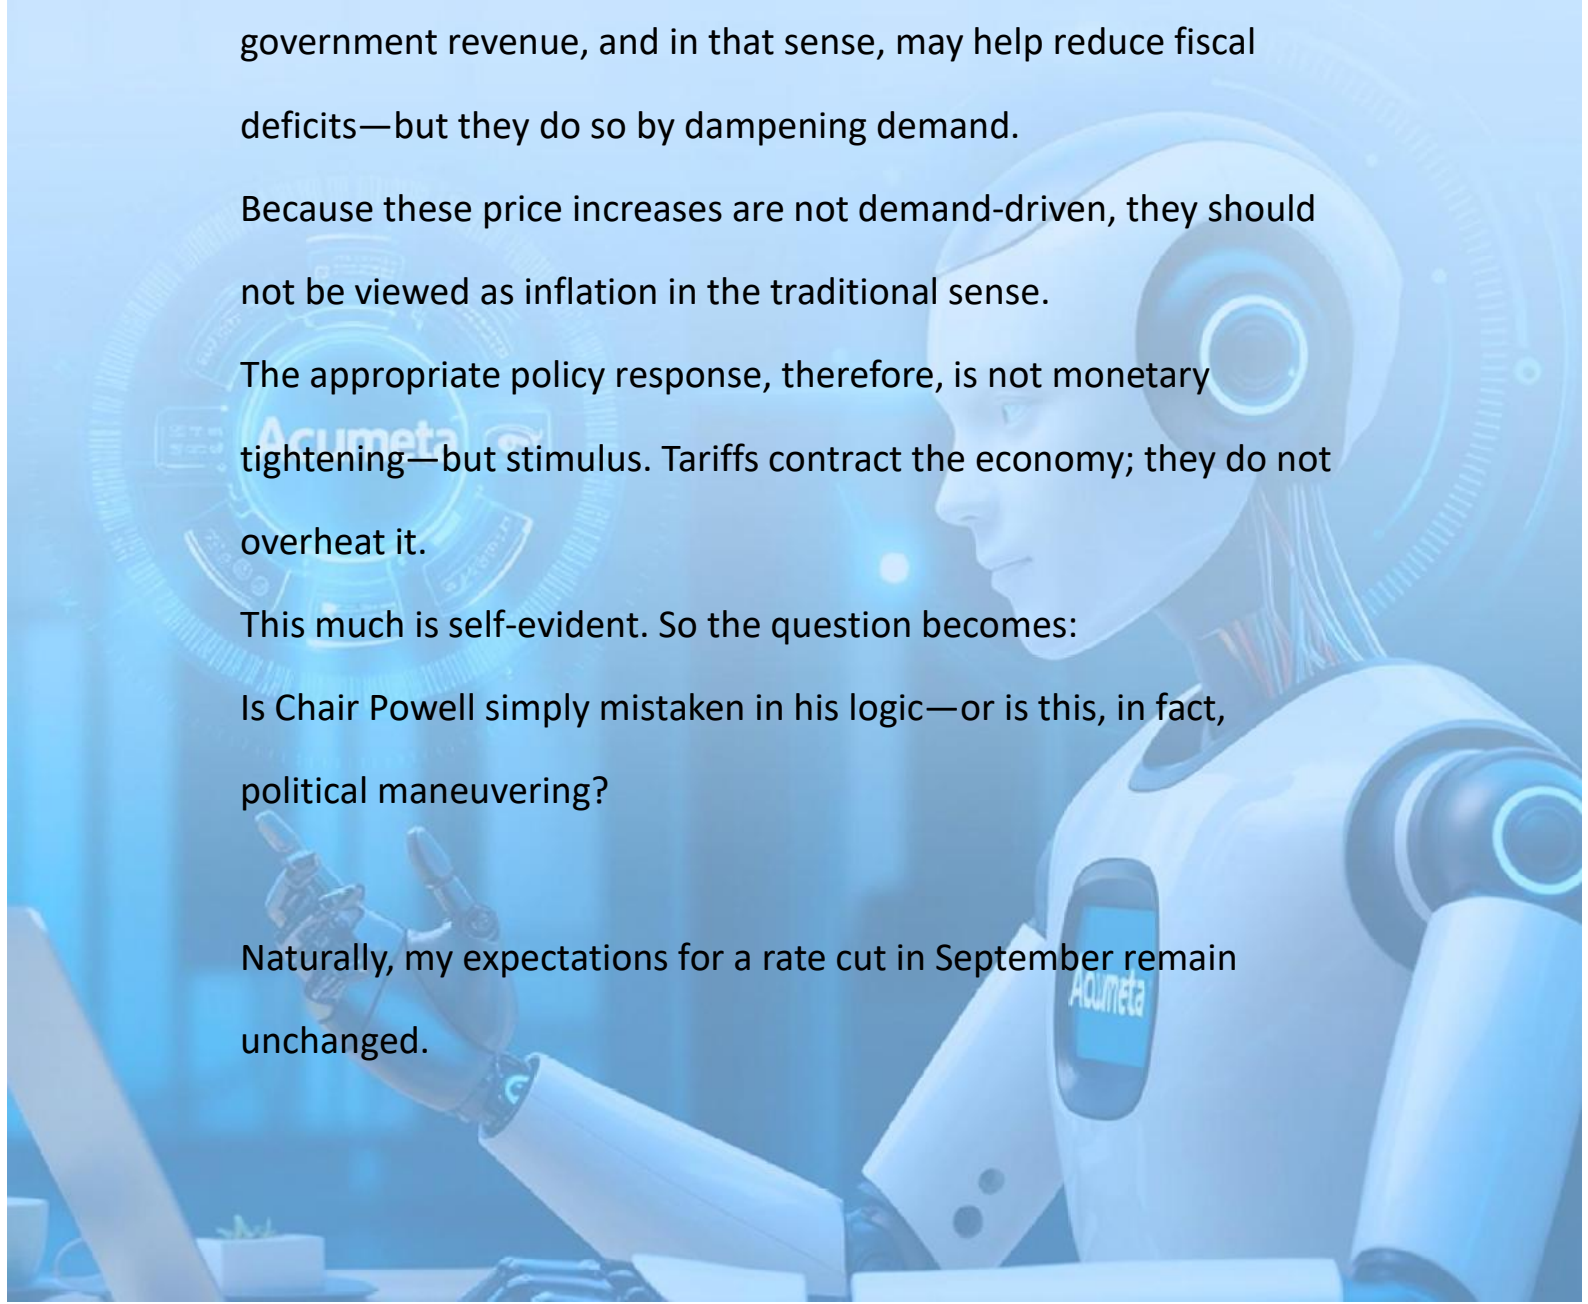 government revenue, and in that sense, may help reduce fiscal
deficits—but they do so by dampening demand.
Because these price increases are not demand-driven, they should
not be viewed as inflation in the traditional sense.
The appropriate policy response, therefore, is not monetary
Acumeta
tightening—but stimulus. Tariffs contract the economy; they do not
overheat it.
This much is self-evident. So the question becomes:
Is Chair Powell simply mistaken in his logic—or is this, in fact,
political maneuvering?
Naturally, my expectations for a rate cut in September remain
Acumeta
unchanged.